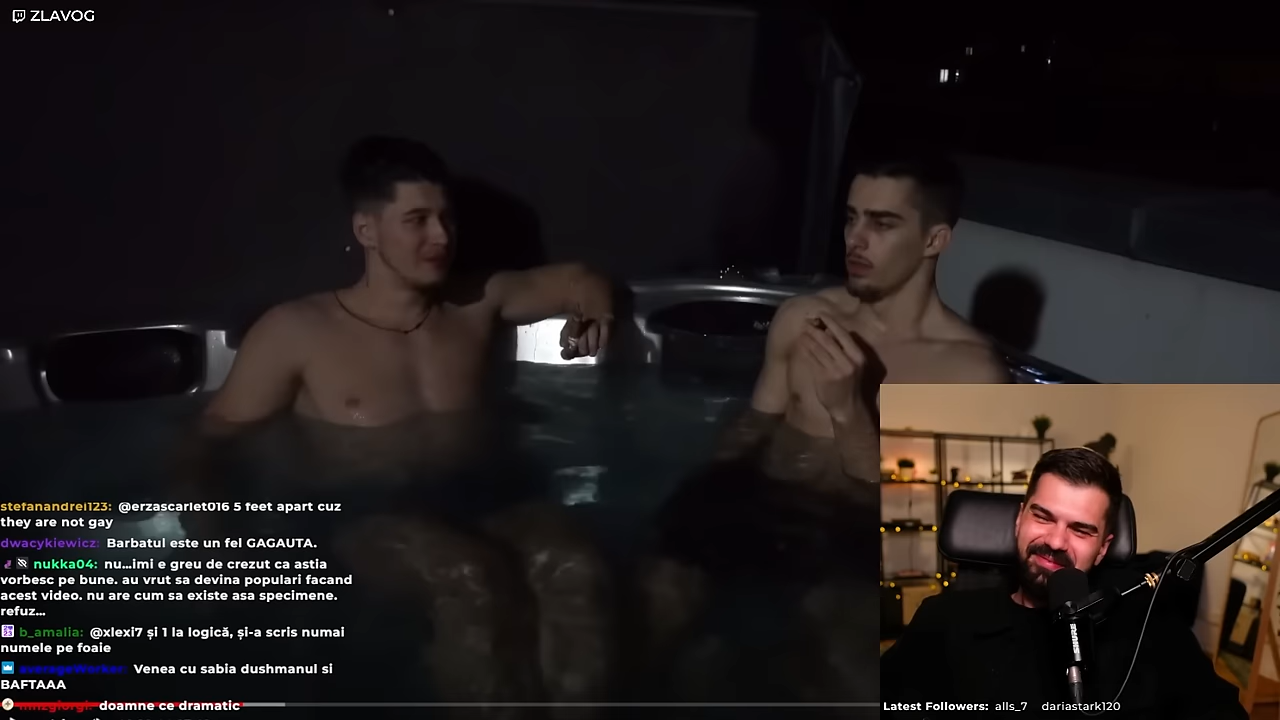 ZLAVOG
stefanandrei123: @erzascarlet016 5 feet apart cuz
they are not gay
dwacykiewicz: Barbatul este un fel GAGAUTA.
nukka04: nu...imi e greu de crezut ca astia
vorbesc pe bune. au vrut sa devina populari facand
acest video. nu are cum sa existe asa specimene.
refuz...
b_amalia: @xlexi7 și 1 la logică, și-a scris numai
numele pe foaie
averageWorker: Venea cu sabia dushmanul si
BAFTAAA
doamne ce dramatic
SHURE
Latest Followers: alls_7 dariastark120